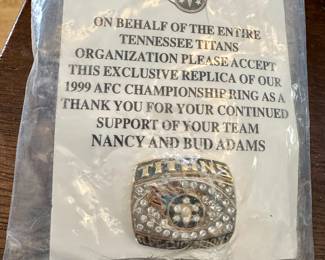 ON BEHALF OF THE ENTIRE
TENNESSEE TITANS
ORGANIZATION PLEASE ACCEPT
THIS EXCLUSIVE REPLICA OF OUR
1999 AFC CHAMPIONSHIP RING AS A
THANK YOU FOR YOUR CONTINUED
SUPPORT OF YOUR TEAM
NANCY AND BUD ADAMS
TITANS